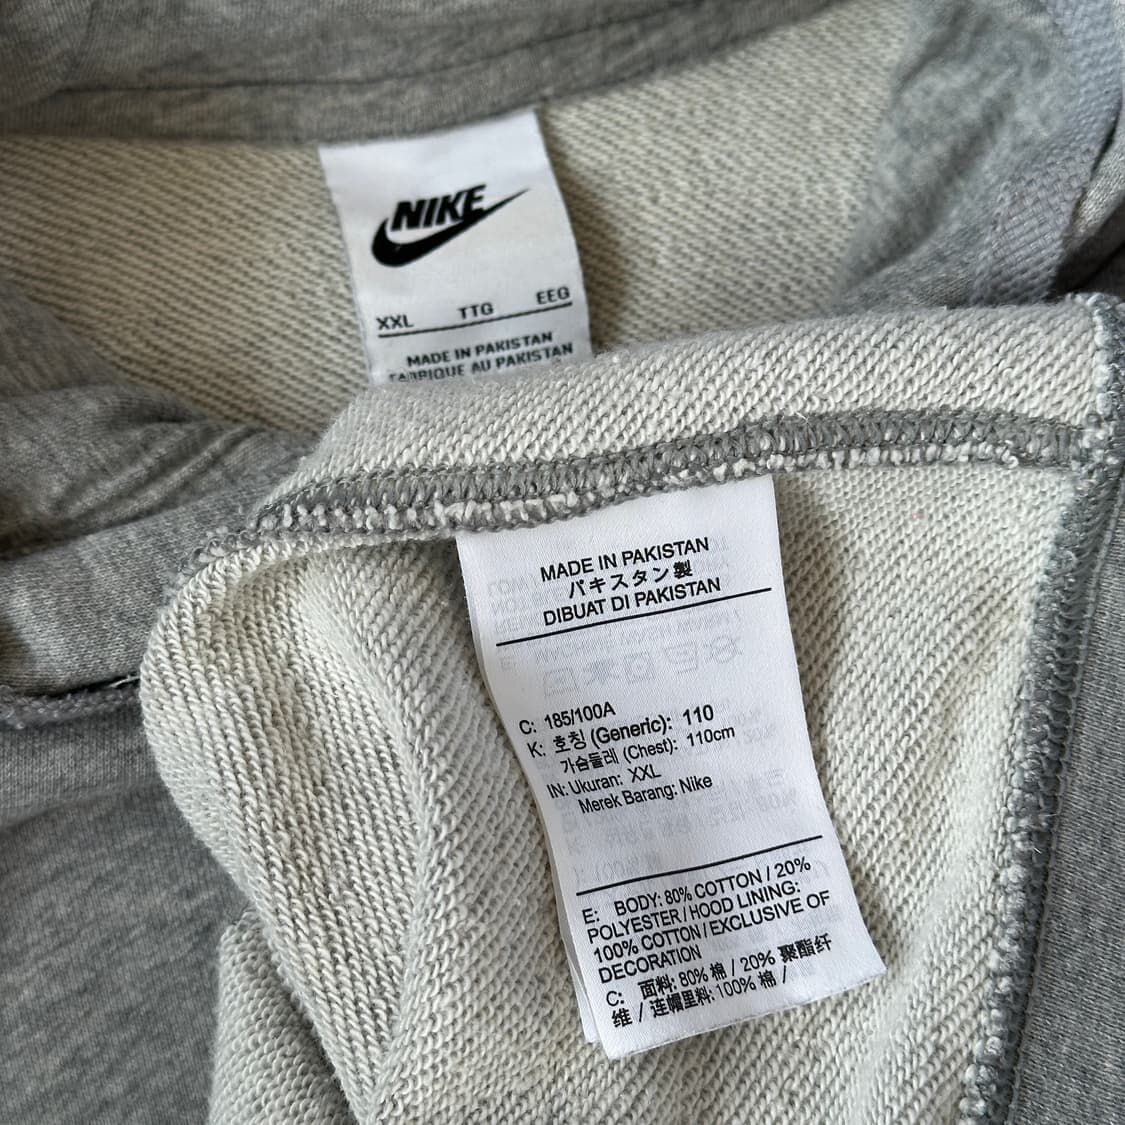 NIKE
XXL TTG EEG
MADE IN PAKISTAN
FABRIQUE AU PAKISTAN
MADE IN PAKISTAN
パキスタン製
DIBUAT DI PAKISTAN
C: 185/100A
K: 호칭 (Generic): 110
가슴둘레 (Chest): 110cm
IN: Ukuran: XXL
Merek Barang: Nike
E: BODY: 80% COTTON / 20%
POLYESTER / HOOD LINING:
100% COTTON / EXCLUSIVE OF
DECORATION
C: 面料: 80% 棉 / 20% 聚酯纤
维 / 连帽里料: 100% 棉 /